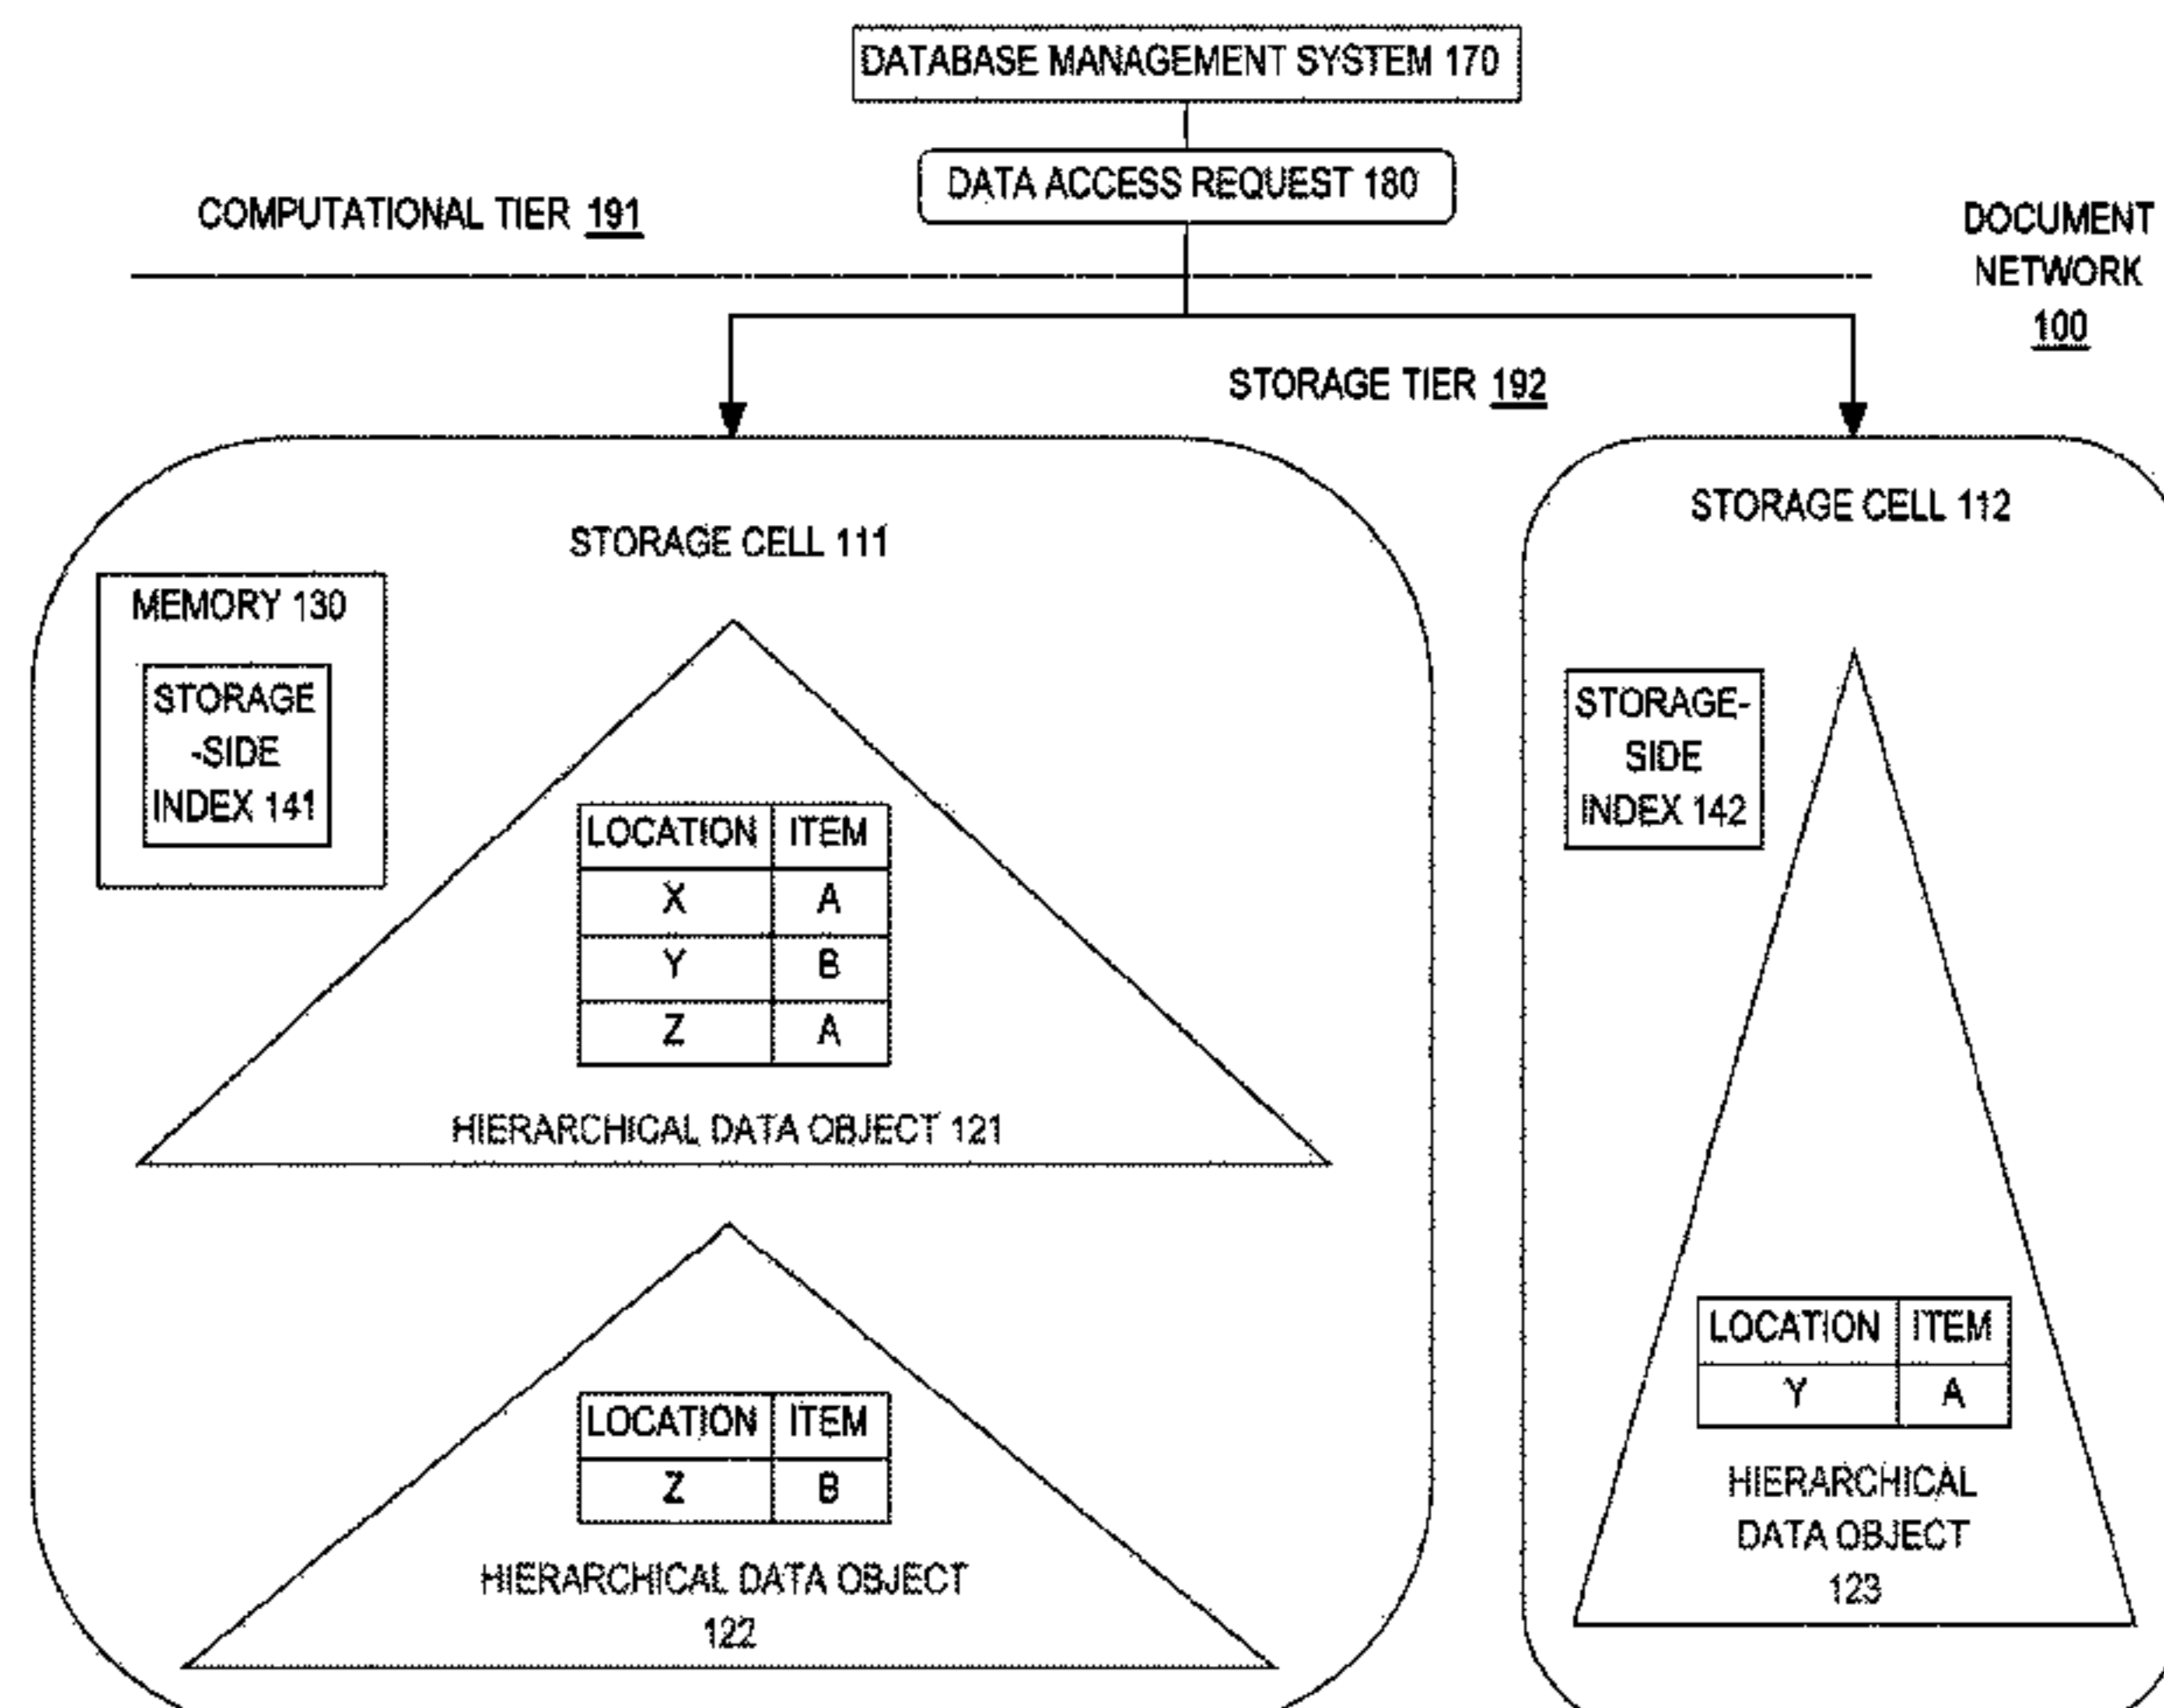 DATABASE MANAGEMENT SYSTEM 170
DATA ACCESS REQUEST 180
COMPUTATIONAL TIER 191
DOCUMENT
NETWORK
100
STORAGE TIER 192
STORAGE CELL 111
MEMORY 130
STORAGE
-SIDE
INDEX 141
LOCATION ITEM
X A
Y B
Z A
HIERARCHICAL DATA OBJECT 121
LOCATION ITEM
Z B
HIERARCHICAL DATA OBJECT
122
STORAGE CELL 112
STORAGE-
SIDE
INDEX 142
LOCATION ITEM
Y A
HIERARCHICAL
DATA OBJECT
123